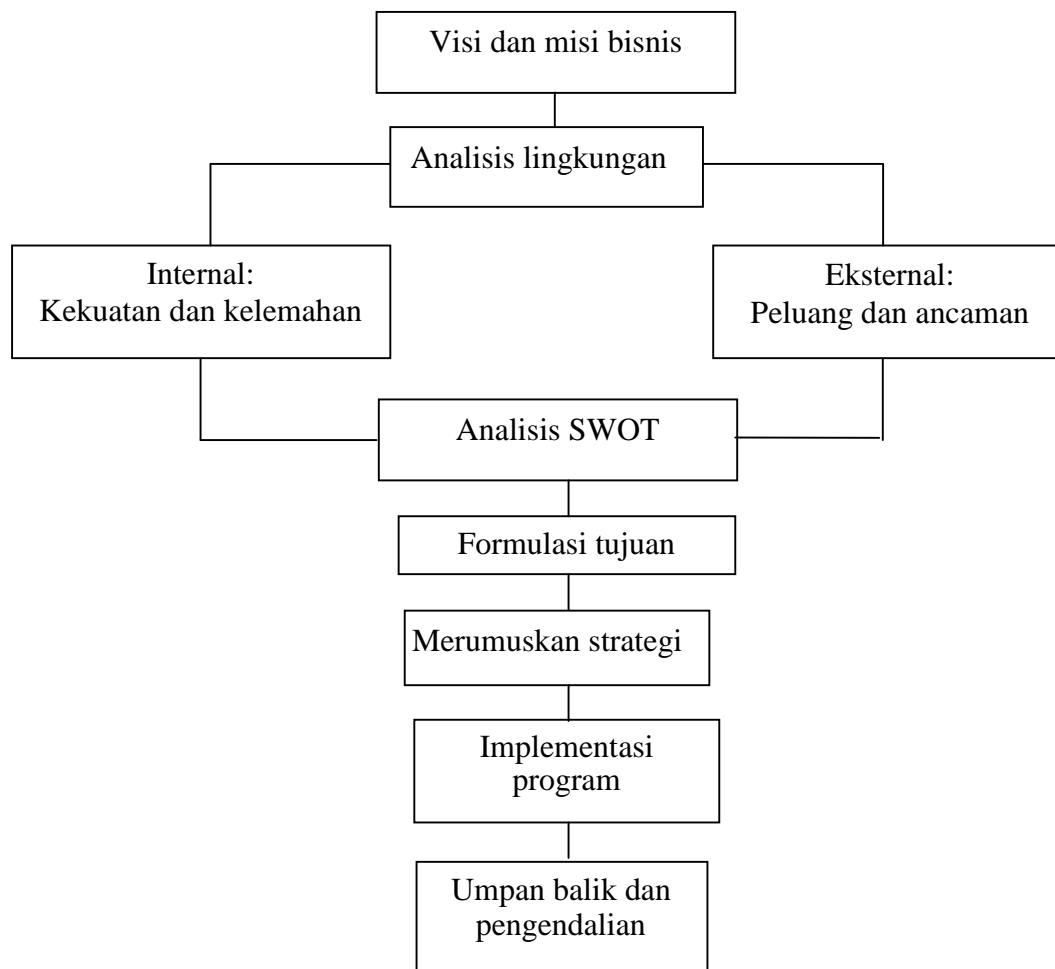 Visi dan misi bisnis
Analisis lingkungan
Internal:
Kekuatan dan kelemahan
Eksternal:
Peluang dan ancaman
Analisis SWOT
Formulasi tujuan
Merumuskan strategi
Implementasi
program
Umpan balik dan
pengendalian